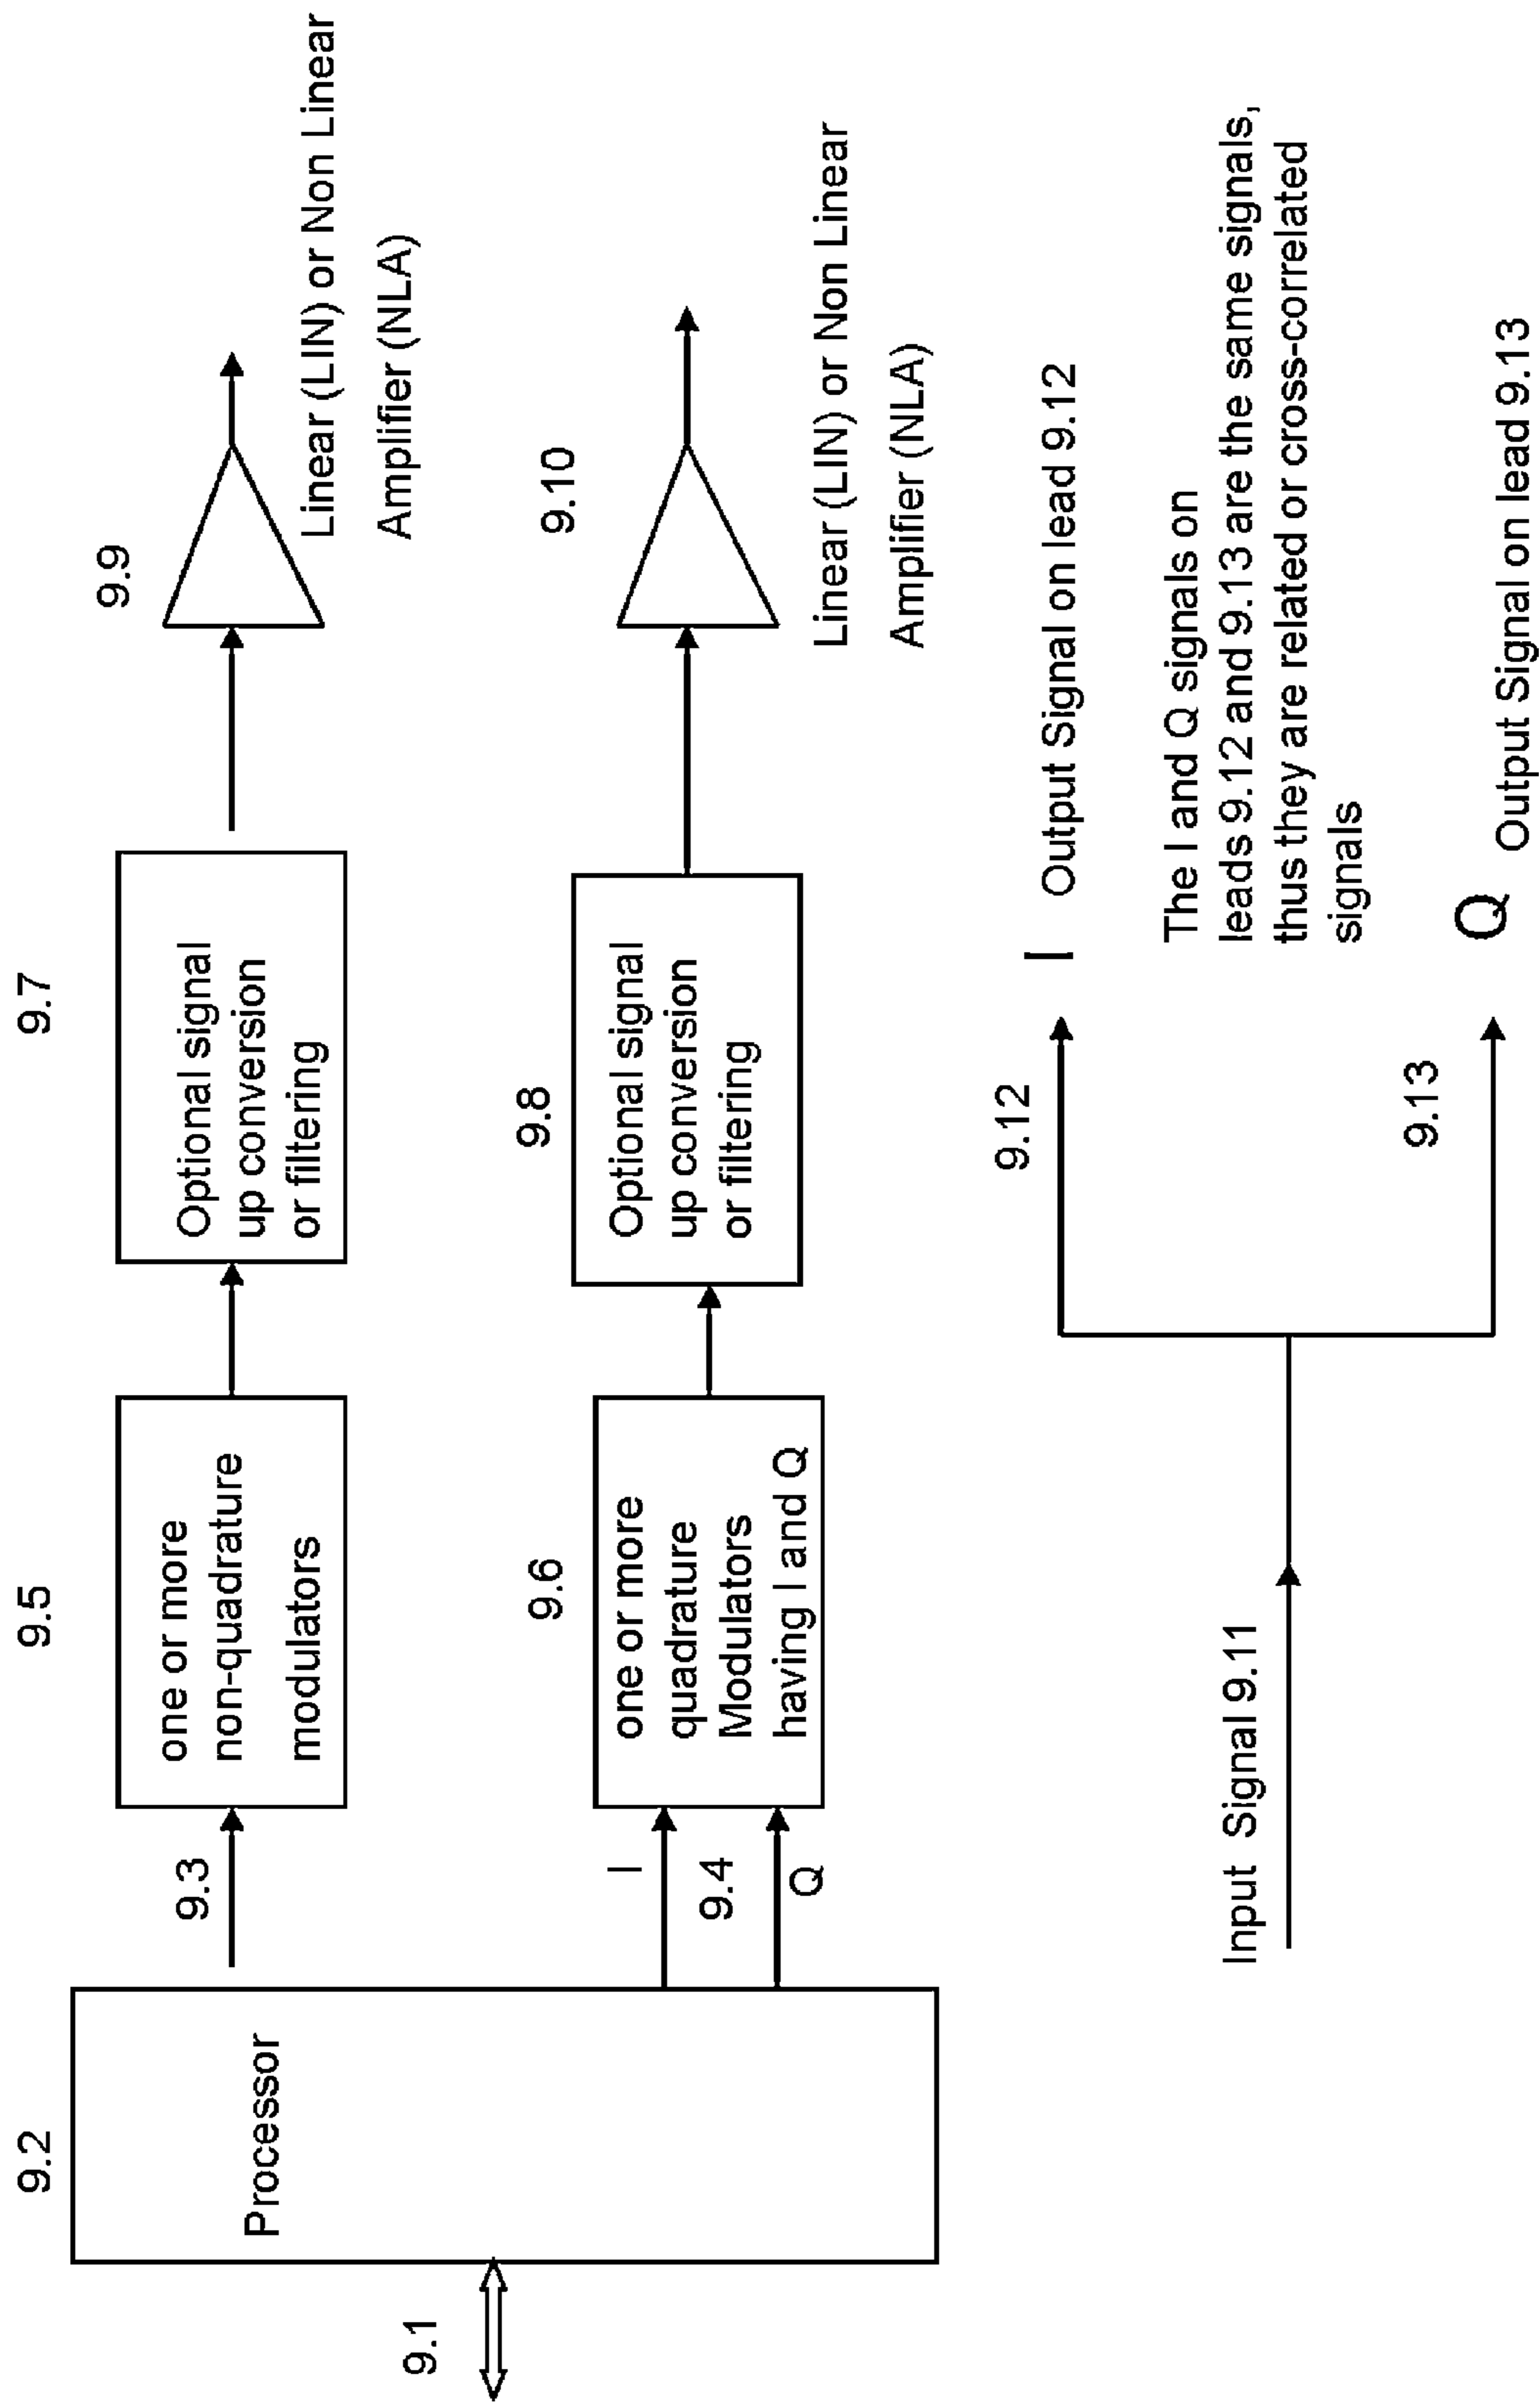 9.1
9.2
Processor
9.3
9.5
one or more
non-quadrature
modulators
9.7
Optional signal
up conversion
or filtering
9.9
Linear (LIN) or Non Linear
Amplifier (NLA)
I
9.4
Q
9.6
one or more
quadrature
Modulators
having I and Q
9.8
Optional signal
up conversion
or filtering
9.10
Linear (LIN) or Non Linear
Amplifier (NLA)
Input Signal 9.11
9.12
I Output Signal on lead 9.12
The I and Q signals on
leads 9.12 and 9.13 are the same signals,
thus they are related or cross-correlated
signals
9.13
Q Output Signal on lead 9.13